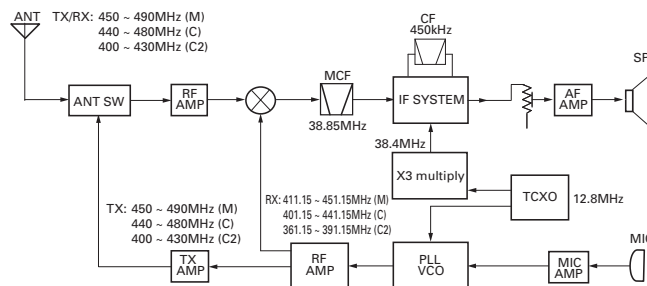 ANT
TX/RX: 450 ~ 490MHz (M)
440 ~ 480MHz (C)
400 ~ 430MHz (C2)
CF
450kHz
MCF
SP
ANT SW
RF
AMP
IF SYSTEM
AF
AMP
38.85MHz
38.4MHz
X3 multiply
TCXO
12.8MHz
TX: 450 ~ 490MHz (M)
440 ~ 480MHz (C)
400 ~ 430MHz (C2)
RX: 411.15 ~ 451.15MHz (M)
401.15 ~ 441.15MHz (C)
361.15 ~ 391.15MHz (C2)
TX
AMP
RF
AMP
PLL
VCO
MIC
AMP